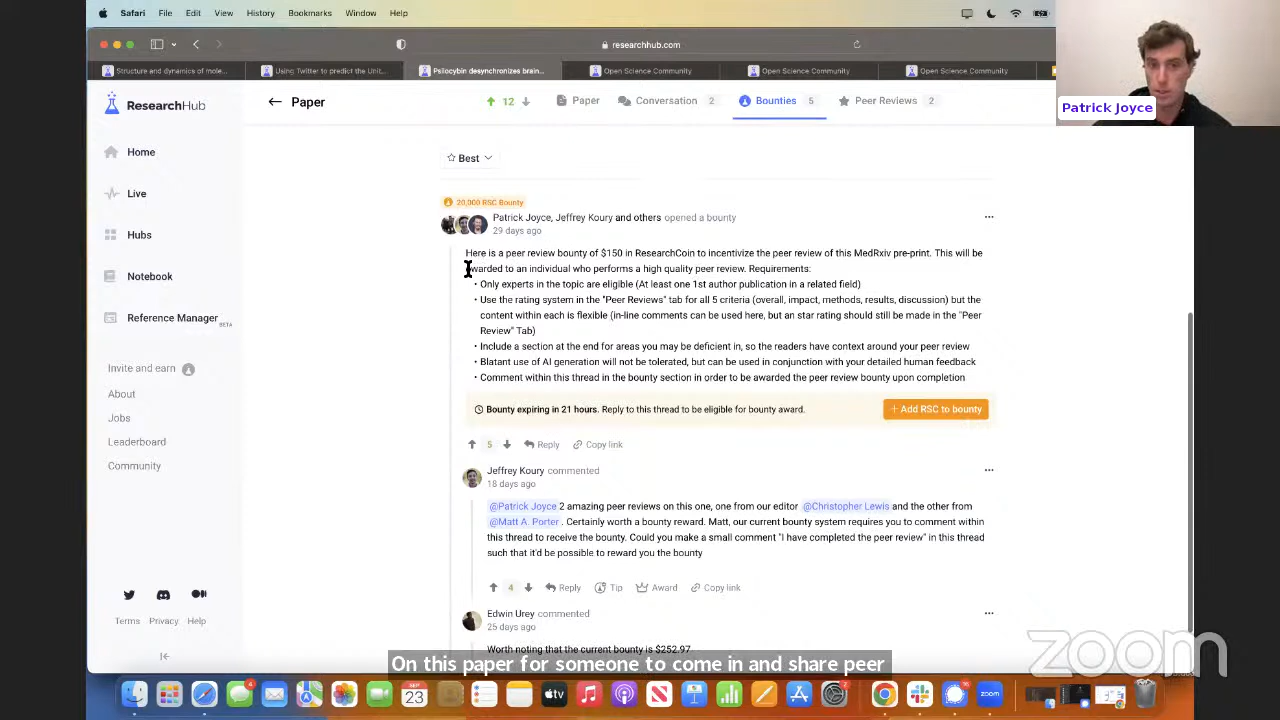 Safari File Edit View History Bookmarks Window Help
researchhub.com
Structure and dynamics of mole...
Using Twitter to predict the Unit...
Psilocybin desynchronizes brain...
Open Science Community
Open Science Community
Open Science Community
Patrick Joyce
ResearchHub
Paper
12
Paper
Conversation 2
Bounties 5
Peer Reviews 2
Home
Live
Hubs
Notebook
Reference Manager
BETA
Invite and earn
About
Jobs
Leaderboard
Community
Terms Privacy Help
Best
20,000 RSC Bounty
Patrick Joyce, Jeffrey Koury and others opened a bounty
29 days ago
Here is a peer review bounty of $150 in ResearchCoin to incentivize the peer review of this MedRxiv pre-print. This will be
awarded to an individual who performs a high quality peer review. Requirements:
• Only experts in the topic are eligible (At least one 1st author publication in a related field)
• Use the rating system in the "Peer Reviews" tab for all 5 criteria (overall, impact, methods, results, discussion) but the
content within each is flexible (in-line comments can be used here, but an star rating should still be made in the "Peer
Review" Tab)
• Include a section at the end for areas you may be deficient in, so the readers have context around your peer review
• Blatant use of AI generation will not be tolerated, but can be used in conjunction with your detailed human feedback
• Comment within this thread in the bounty section in order to be awarded the peer review bounty upon completion
Bounty expiring in 21 hours. Reply to this thread to be eligible for bounty award.
+ Add RSC to bounty
5 Reply Copy link
Jeffrey Koury commented
18 days ago
@Patrick Joyce 2 amazing peer reviews on this one, one from our editor @Christopher Lewis and the other from
@Matt A. Porter . Certainly worth a bounty reward. Matt, our current bounty system requires you to comment within
this thread to receive the bounty. Could you make a small comment "I have completed the peer review" in this thread
such that it'd be possible to reward you the bounty
4 Reply Tip Award Copy link
Edwin Urey commented
25 days ago
Worth noting that the current bounty is $252.97
On this paper for someone to come in and share peer
zoom
SEP
23
tv
zoom